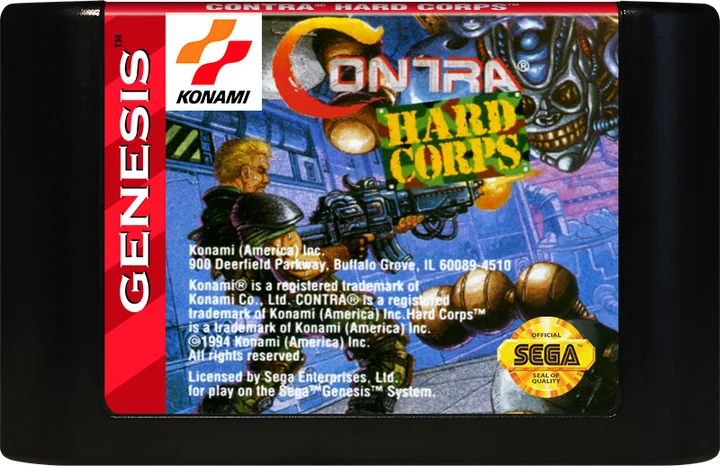 CONTRA® HARD CORPS™
GENESIS™
KONAMI
CONTRA®
HARD
CORPS
Konami (America) Inc.
900 Deerfield Parkway, Buffalo Grove, IL 60089-4510
Konami® is a registered trademark of
Konami Co., Ltd. CONTRA® is a registered
trademark of Konami (America) Inc.Hard Corps™
is a trademark of Konami (America) Inc.
©1994 Konami (America) Inc.
All rights reserved.
Licensed by Sega Enterprises, Ltd.
for play on the Sega™Genesis™ System.
OFFICIAL
SEGA
SEAL OF
QUALITY